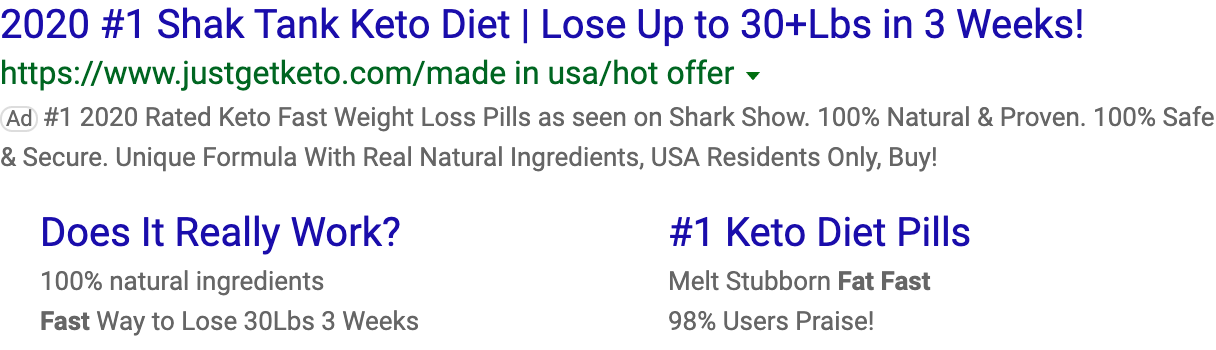 2020 #1 Shak Tank Keto Diet | Lose Up to 30+Lbs in 3 Weeks!
https://www.justgetketo.com/made in usa/hot offer
Ad #1 2020 Rated Keto Fast Weight Loss Pills as seen on Shark Show. 100% Natural & Proven. 100% Safe
& Secure. Unique Formula With Real Natural Ingredients, USA Residents Only, Buy!
Does It Really Work?
100% natural ingredients
Fast Way to Lose 30Lbs 3 Weeks
#1 Keto Diet Pills
Melt Stubborn Fat Fast
98% Users Praise!